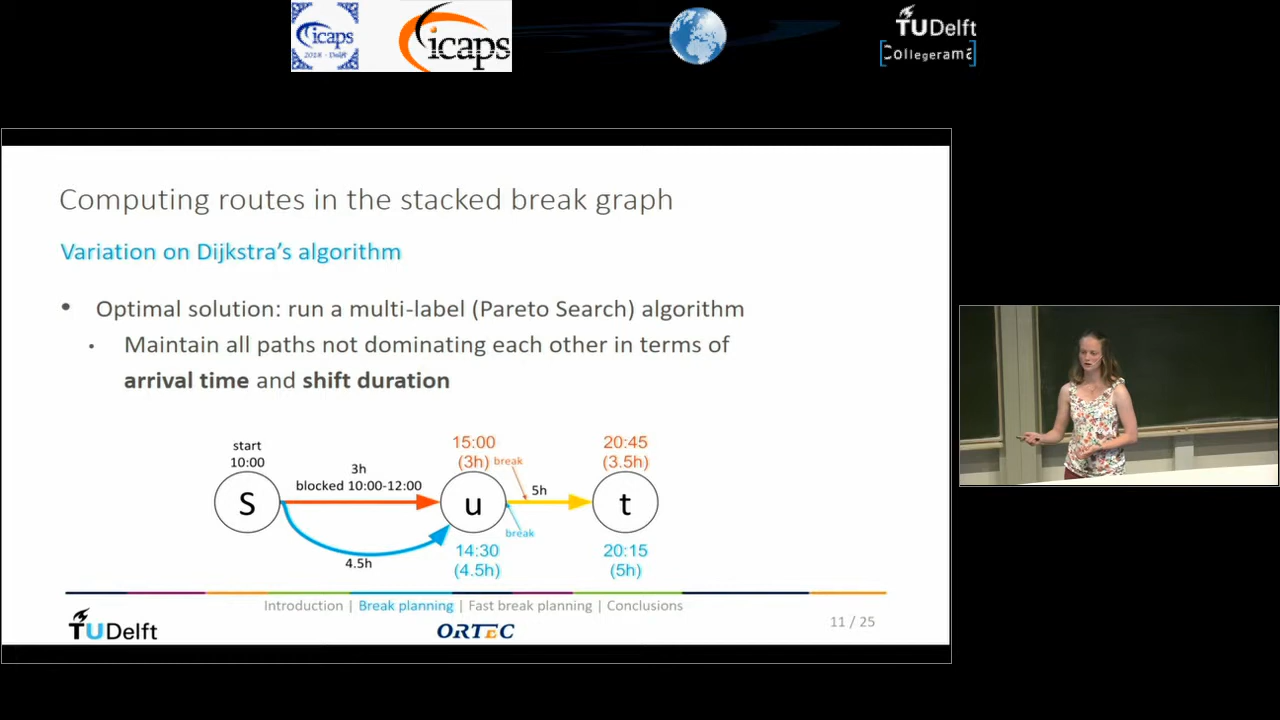 icaps
2018 - Delft
icaps
TUDelft
Collegerama
Computing routes in the stacked break graph
Variation on Dijkstra's algorithm
• Optimal solution: run a multi-label (Pareto Search) algorithm
• Maintain all paths not dominating each other in terms of
arrival time and shift duration
start
10:00
S
3h
blocked 10:00-12:00
4.5h
15:00
(3h)
break
u
5h
break
14:30
(4.5h)
20:45
(3.5h)
t
20:15
(5h)
Introduction | Break planning | Fast break planning | Conclusions
TUDelft
ORTEC
11 / 25